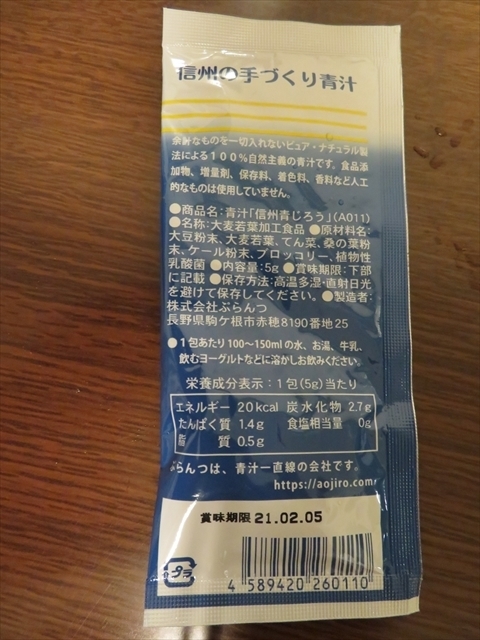 信州の手づくり青汁
余計なものを一切入れないピュア・ナチュラル製
法による100%自然主義の青汁です。食品添
加物、増量剤、保存料、着色料、香料など人工
的なものは使用していません。
●商品名:青汁「信州青じろう」(A011)
●名称:大麦若葉加工食品 ●原材料名:
大豆粉末、大麦若葉、てん菜、桑の葉粉
末、ケール粉末、ブロッコリー、植物性
乳酸菌 ●内容量:5g ●賞味期限:下部
に記載 ●保存方法:高温多湿・直射日光
を避けて保存してください。●製造者:
株式会社ぷらんつ
長野県駒ケ根市赤穂8190番地25
●1包あたり100〜150mlの水、お湯、牛乳、
飲むヨーグルトなどに溶かしお飲みください。
栄養成分表示:1包(5g)当たり
エネルギー 20kcal 炭水化物 2.7g
たんぱく質 1.4g 食塩相当量 0g
脂質 0.5g
ぷらんつは、青汁一直線の会社です。
https://aojiro.com
賞味期限 21.02.05
プラ
4 589420 260110